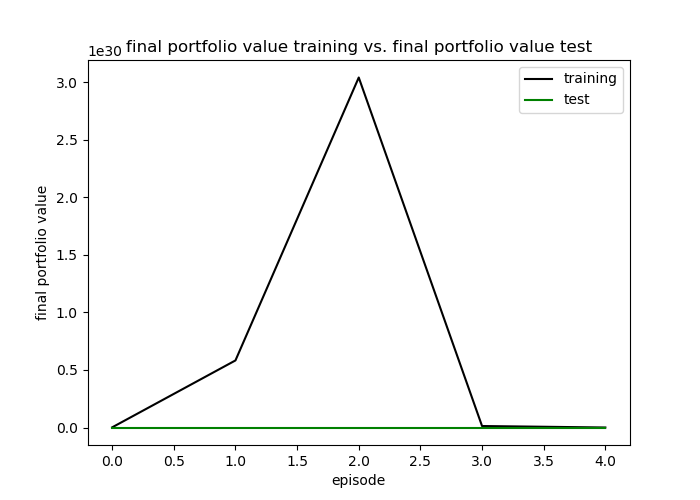 final portfolio value training vs. final portfolio value test
1e30
training
test
3.0
2.5
2.0
1.5
1.0
0.5
0.0
final portfolio value
0.0 0.5 1.0 1.5 2.0 2.5 3.0 3.5 4.0
episode